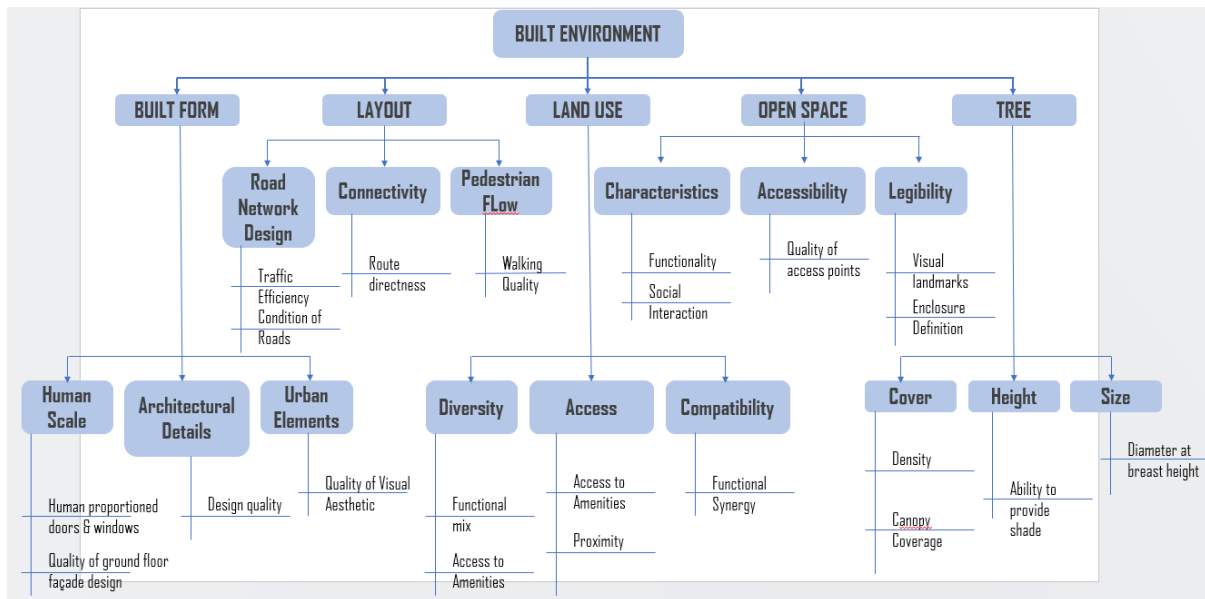 BUILT ENVIRONMENT
BUILT FORM
LAYOUT
LAND USE
OPEN SPACE
TREE
Road
Network
Design
Connectivity
Pedestrian
FLow
Characteristics
Accessibility
Legibility
Traffic
Efficiency
Condition of
Roads
Route
directness
Walking
Quality
Functionality
Social
Interaction
Quality of
access points
Visual
landmarks
Enclosure
Definition
Human
Scale
Architectural
Details
Urban
Elements
Diversity
Access
Compatibility
Cover
Height
Size
Human proportioned
doors & windows
Quality of ground floor
façade design
Design quality
Quality of Visual
Aesthetic
Functional
mix
Access to
Amenities
Access to
Amenities
Proximity
Functional
Synergy
Density
Canopy
Coverage
Ability to
provide
shade
Diameter at
breast height